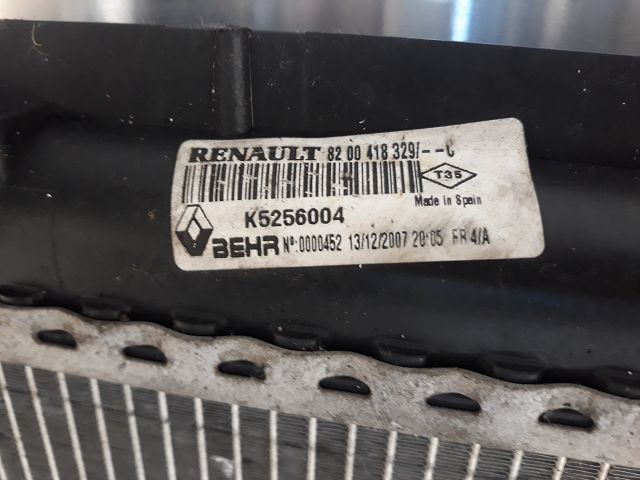 RENAULT 82 00 418 329/--C
T35
Made in Spain
K5256004
BEHR Nº:0000452 13/12/2007 20:05 FR 4/A